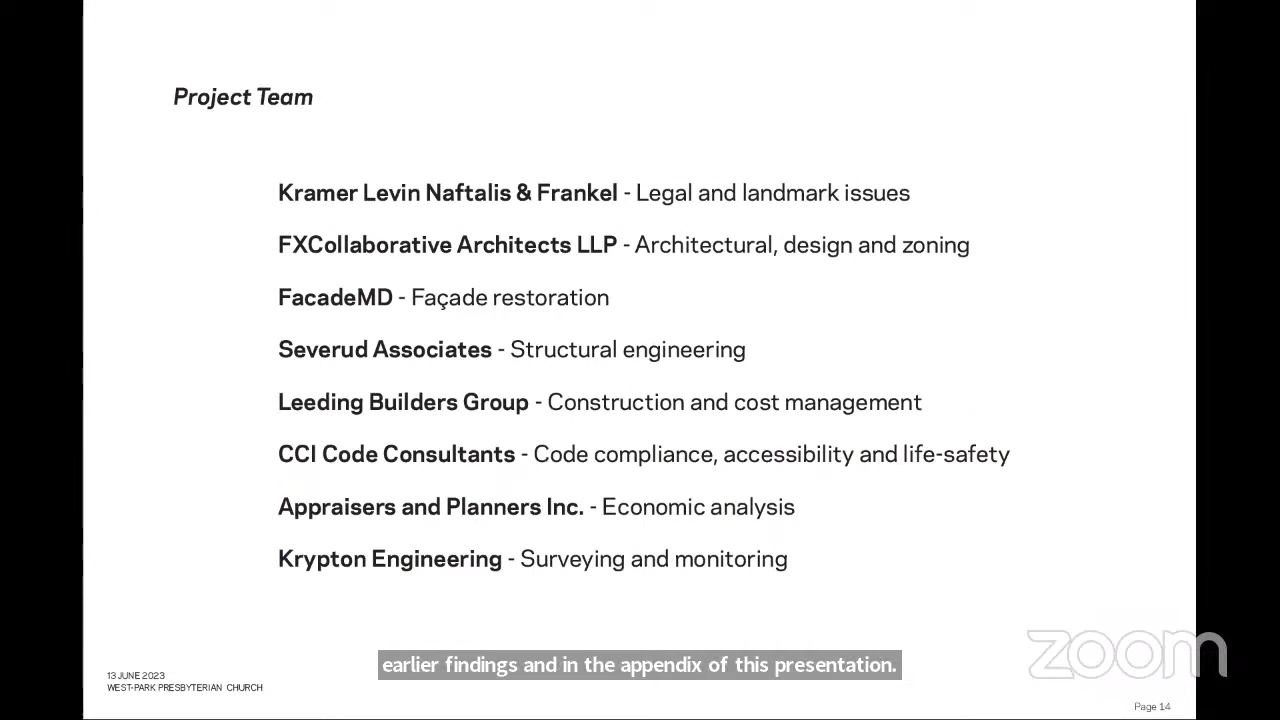 Project Team
Kramer Levin Naftalis & Frankel - Legal and landmark issues
FXCollaborative Architects LLP - Architectural, design and zoning
FacadeMD - Façade restoration
Severud Associates - Structural engineering
Leeding Builders Group - Construction and cost management
CCI Code Consultants - Code compliance, accessibility and life-safety
Appraisers and Planners Inc. - Economic analysis
Krypton Engineering - Surveying and monitoring
zoom
earlier findings and in the appendix of this presentation.
13 JUNE 2023
WEST-PARK PRESBYTERIAN CHURCH
Page 14